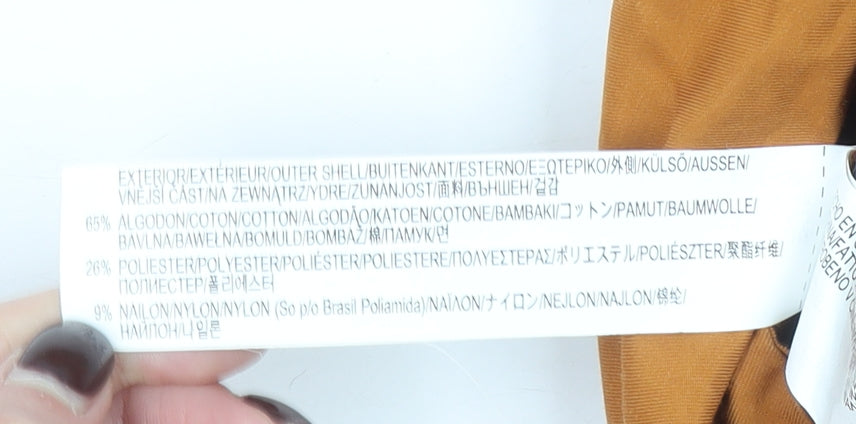 EXTERIOR/EXTÉRIEUR/OUTER SHELL/BUITENKANT/ESTERNO/ΕΞΩΤΕΡΙΚΟ/外側/KÜLSŐ/AUSSEN/
VNĚJŠÍ ČÁST/NA ZEWNĄTRZ/YDRE/ZUNANJOST/面料/ВЪНШЕН/겉감
65% ALGODON/COTON/COTTON/ALGODÃO/KATOEN/COTONE/ΒΑΜΒΑΚΙ/コットン/PAMUT/BAUMWOLLE/
BAVLNA/BAWEŁNA/BOMULD/BOMBAŽ/棉/ПАМУК/면
26% POLIESTER/POLYESTER/POLIÉSTER/POLIESTERE/ΠΟΛΥΕΣΤΕΡΑΣ/ポリエステル/POLIÉSZTER/聚酯纤维/
ПОЛИЕСТЕР/폴리에스터
9% NAILON/NYLON/NYLON (So p/o Brasil Poliamida)/ΝΑΪΛΟΝ/ナイロン/NEJLON/NAJLON/锦纶/
НАЙЛОН/나일론